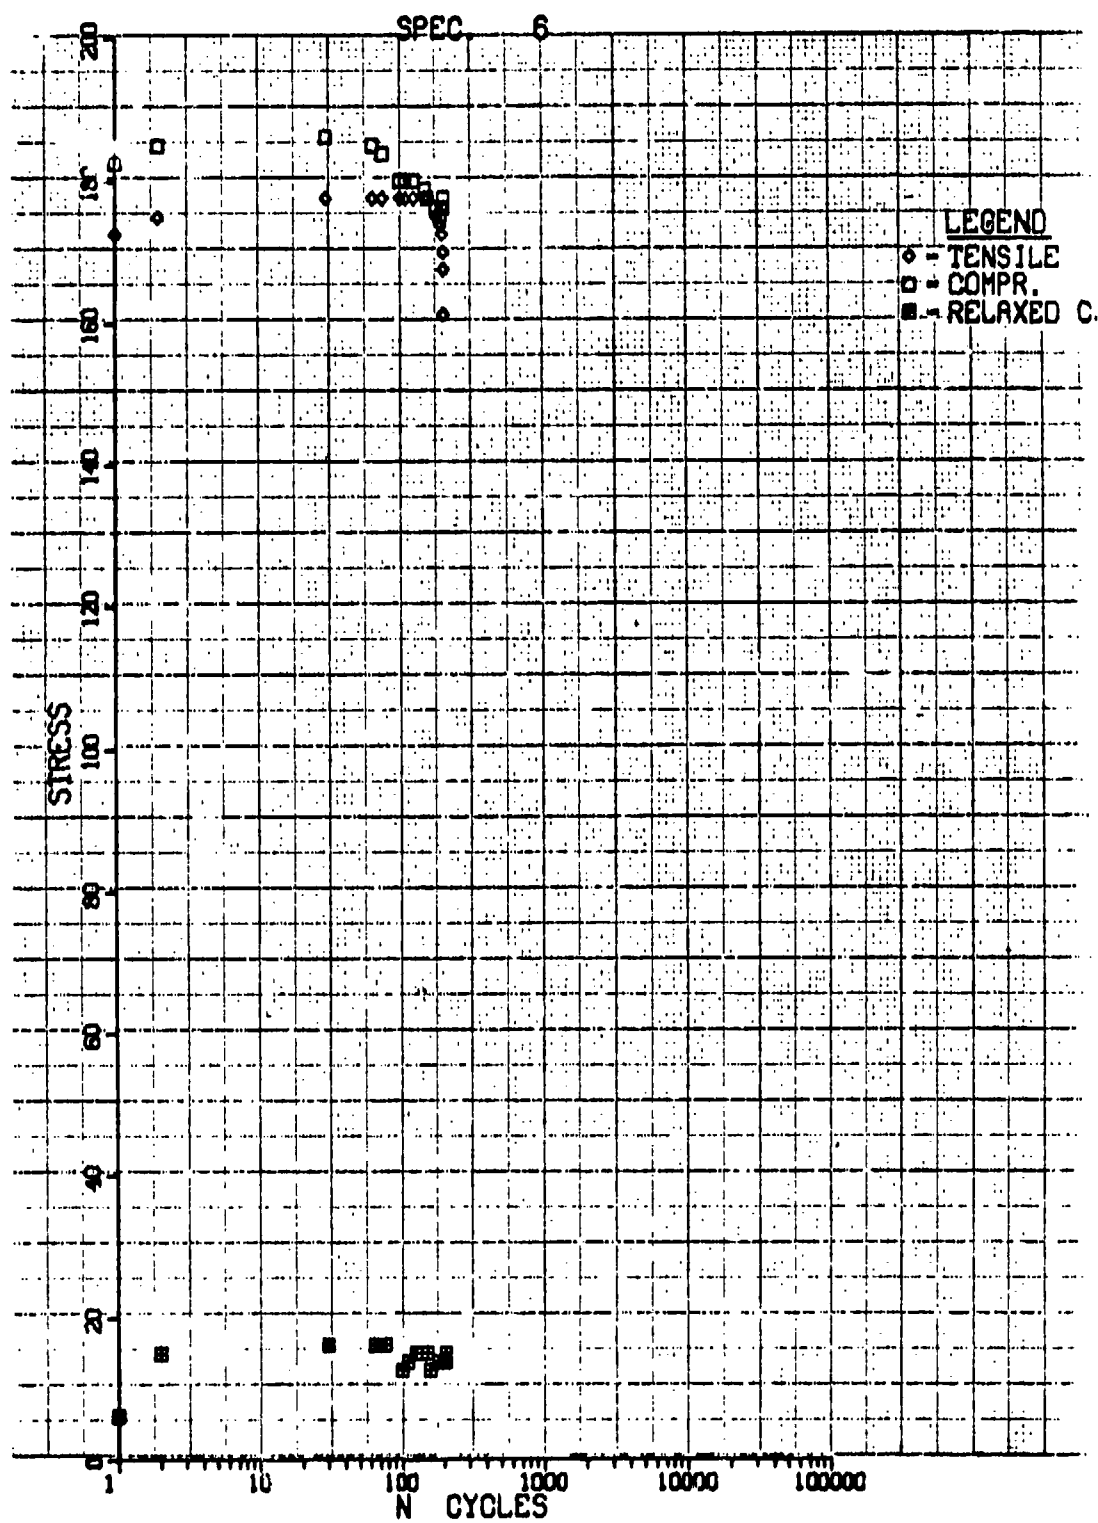 SPEC. 6
200
180
160
140
120
100
80
60
40
20
0
STRESS
LEGEND
◇ - TENSILE
□ - COMPR.
⊞ - RELAXED C.
1 10 100 1000 10000 100000
N CYCLES